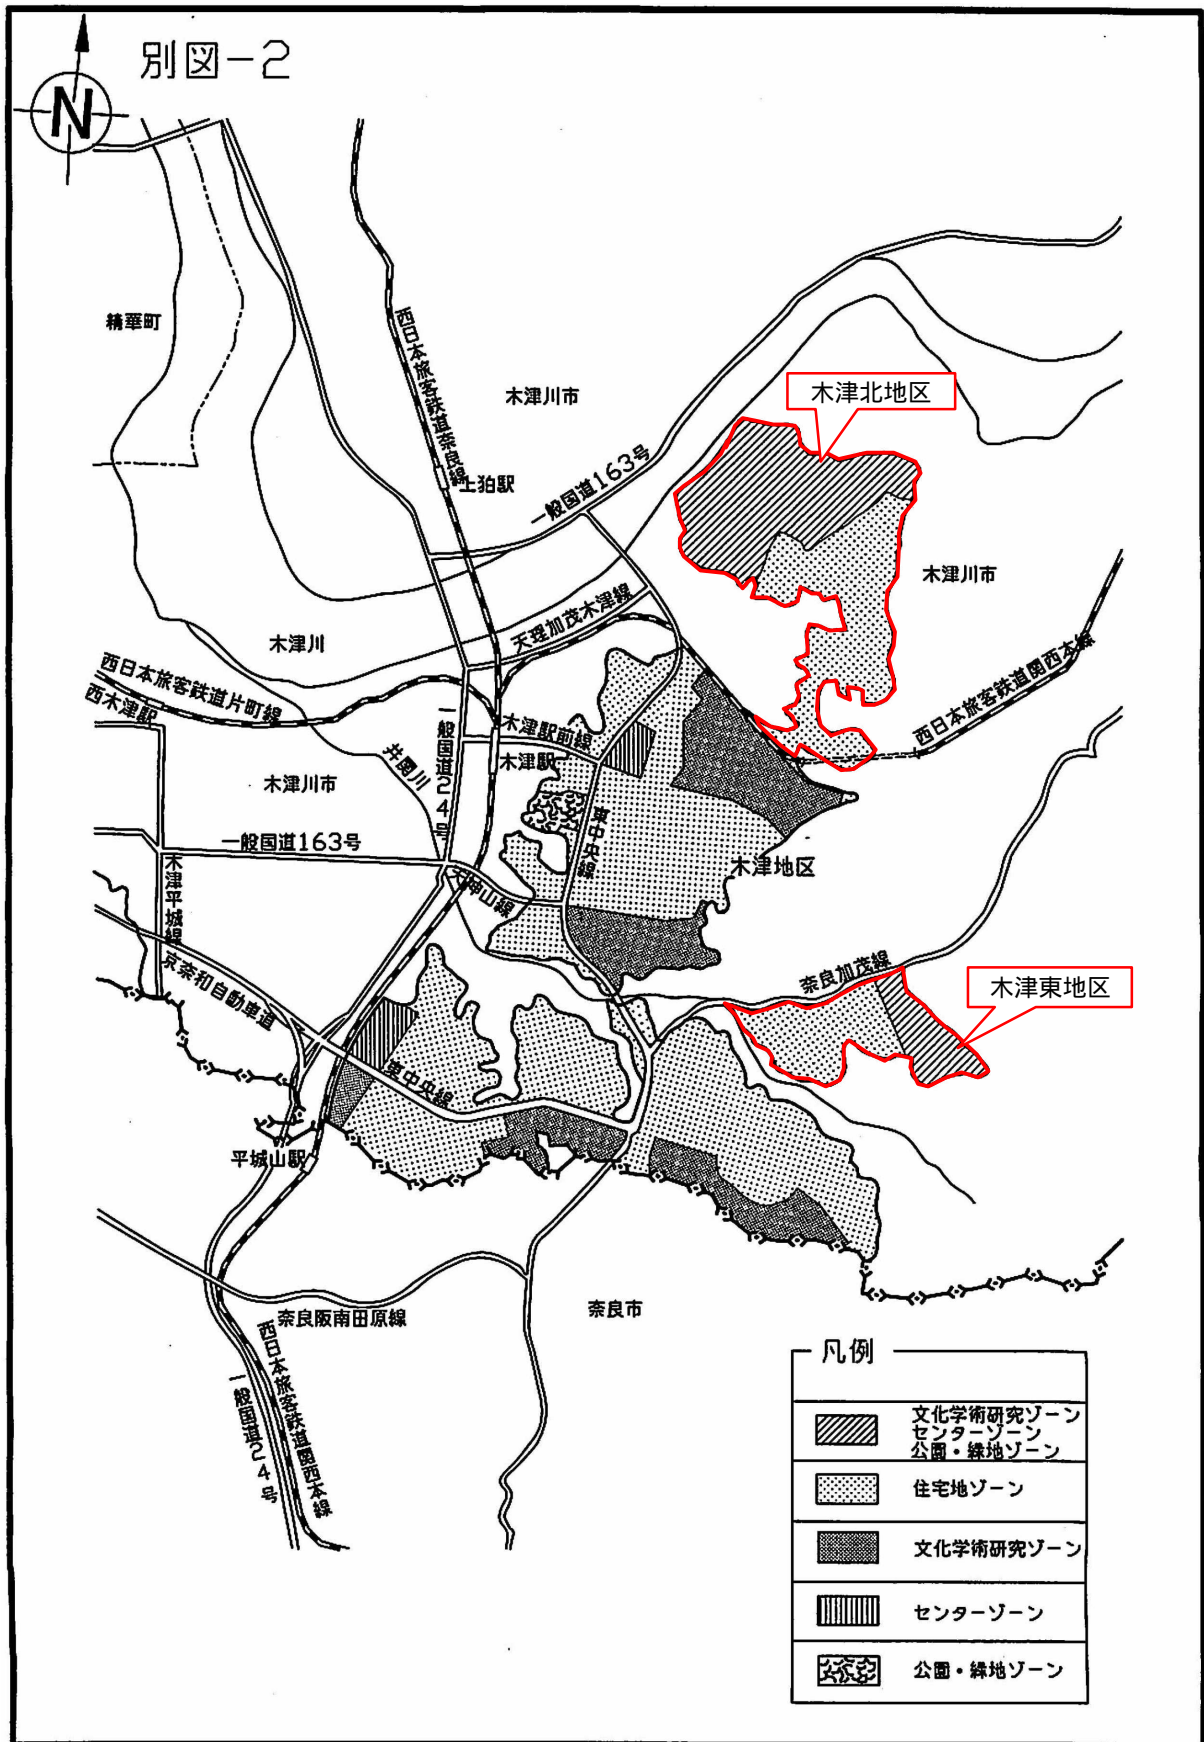 別図-2
N
精華町
西日本旅客鉄道奈良線
木津川市
木津北地区
上狛駅
一般国道163号
木津川市
天理加茂木津線
木津川
西日本旅客鉄道片町線
西木津駅
西日本旅客鉄道関西本線
木津駅前線
木津駅
一般国道24号
井関川
木津川市
東中央線
一般国道163号
木津地区
天神山線
木津平城線
京奈和自動車道
奈良加茂線
木津東地区
東中央線
平城山駅
奈良阪南田原線
奈良市
西日本旅客鉄道関西本線
一般国道24号
凡例
文化学術研究ゾーン
センターゾーン
公園・緑地ゾーン
住宅地ゾーン
文化学術研究ゾーン
センターゾーン
公園・緑地ゾーン